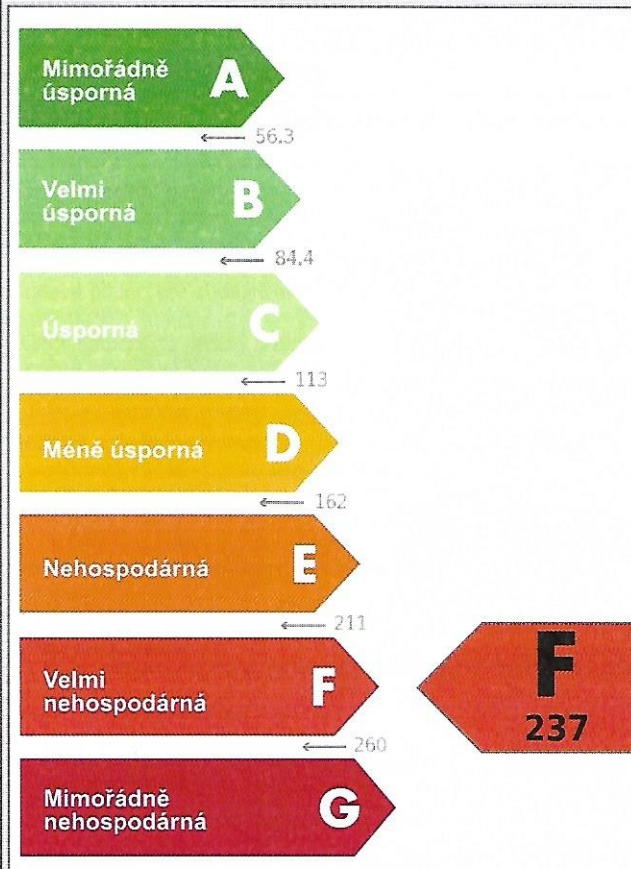 Mimořádně
úsporná
A
← 56.3
Velmi
úsporná
B
← 84.4
Úsporná
C
← 113
Méně úsporná
D
← 162
Nehospodárná
E
← 211
Velmi
nehospodárná
F
F
237
← 260
Mimořádně
nehospodárná
G